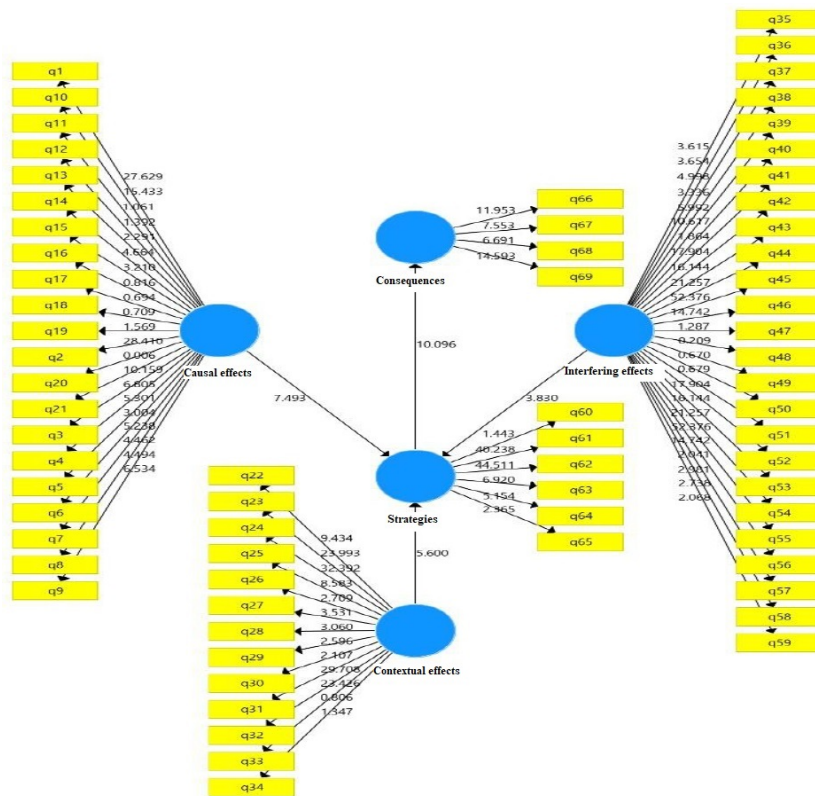 q1
q10
q11
q12
q13
q14
q15
q16
q17
q18
q19
q2
q20
q21
q3
q4
q5
q6
q7
q8
q9
27.629
15.433
1.061
1.392
2.291
4.664
3.210
0.816
0.694
0.709
1.569
28.410
0.006
10.159
6.805
5.301
3.004
5.238
4.462
4.494
6.534
Causal effects
7.493
Consequences
11.953
7.553
6.691
14.593
q66
q67
q68
q69
10.096
q35
q36
q37
q38
q39
q40
q41
q42
q43
q44
q45
q46
q47
q48
q49
q50
q51
q52
q53
q54
q55
q56
q57
q58
q59
3.615
3.654
4.998
3.336
6.992
10.617
1.864
17.904
16.144
21.257
52.376
14.742
1.287
0.209
0.670
0.679
17.904
16.144
21.257
52.376
14.742
2.041
2.901
2.738
2.068
Interfering effects
3.830
Strategies
1.443
40.238
44.511
6.920
5.154
2.365
q60
q61
q62
q63
q64
q65
5.600
q22
q23
q24
q25
q26
q27
q28
q29
q30
q31
q32
q33
q34
9.434
23.993
32.392
8.583
2.709
3.531
3.060
2.596
2.107
29.708
23.426
0.806
1.347
Contextual effects